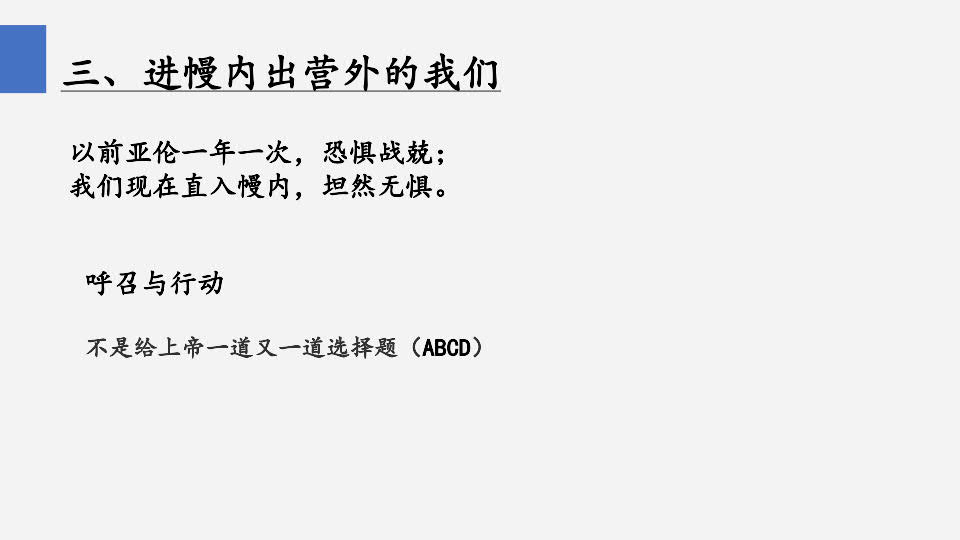 三、进幔内出营外的我们
以前亚伦一年一次，恐惧战兢；
我们现在直入幔内，坦然无惧。
呼召与行动
不是给上帝一道又一道选择题（ABCD）